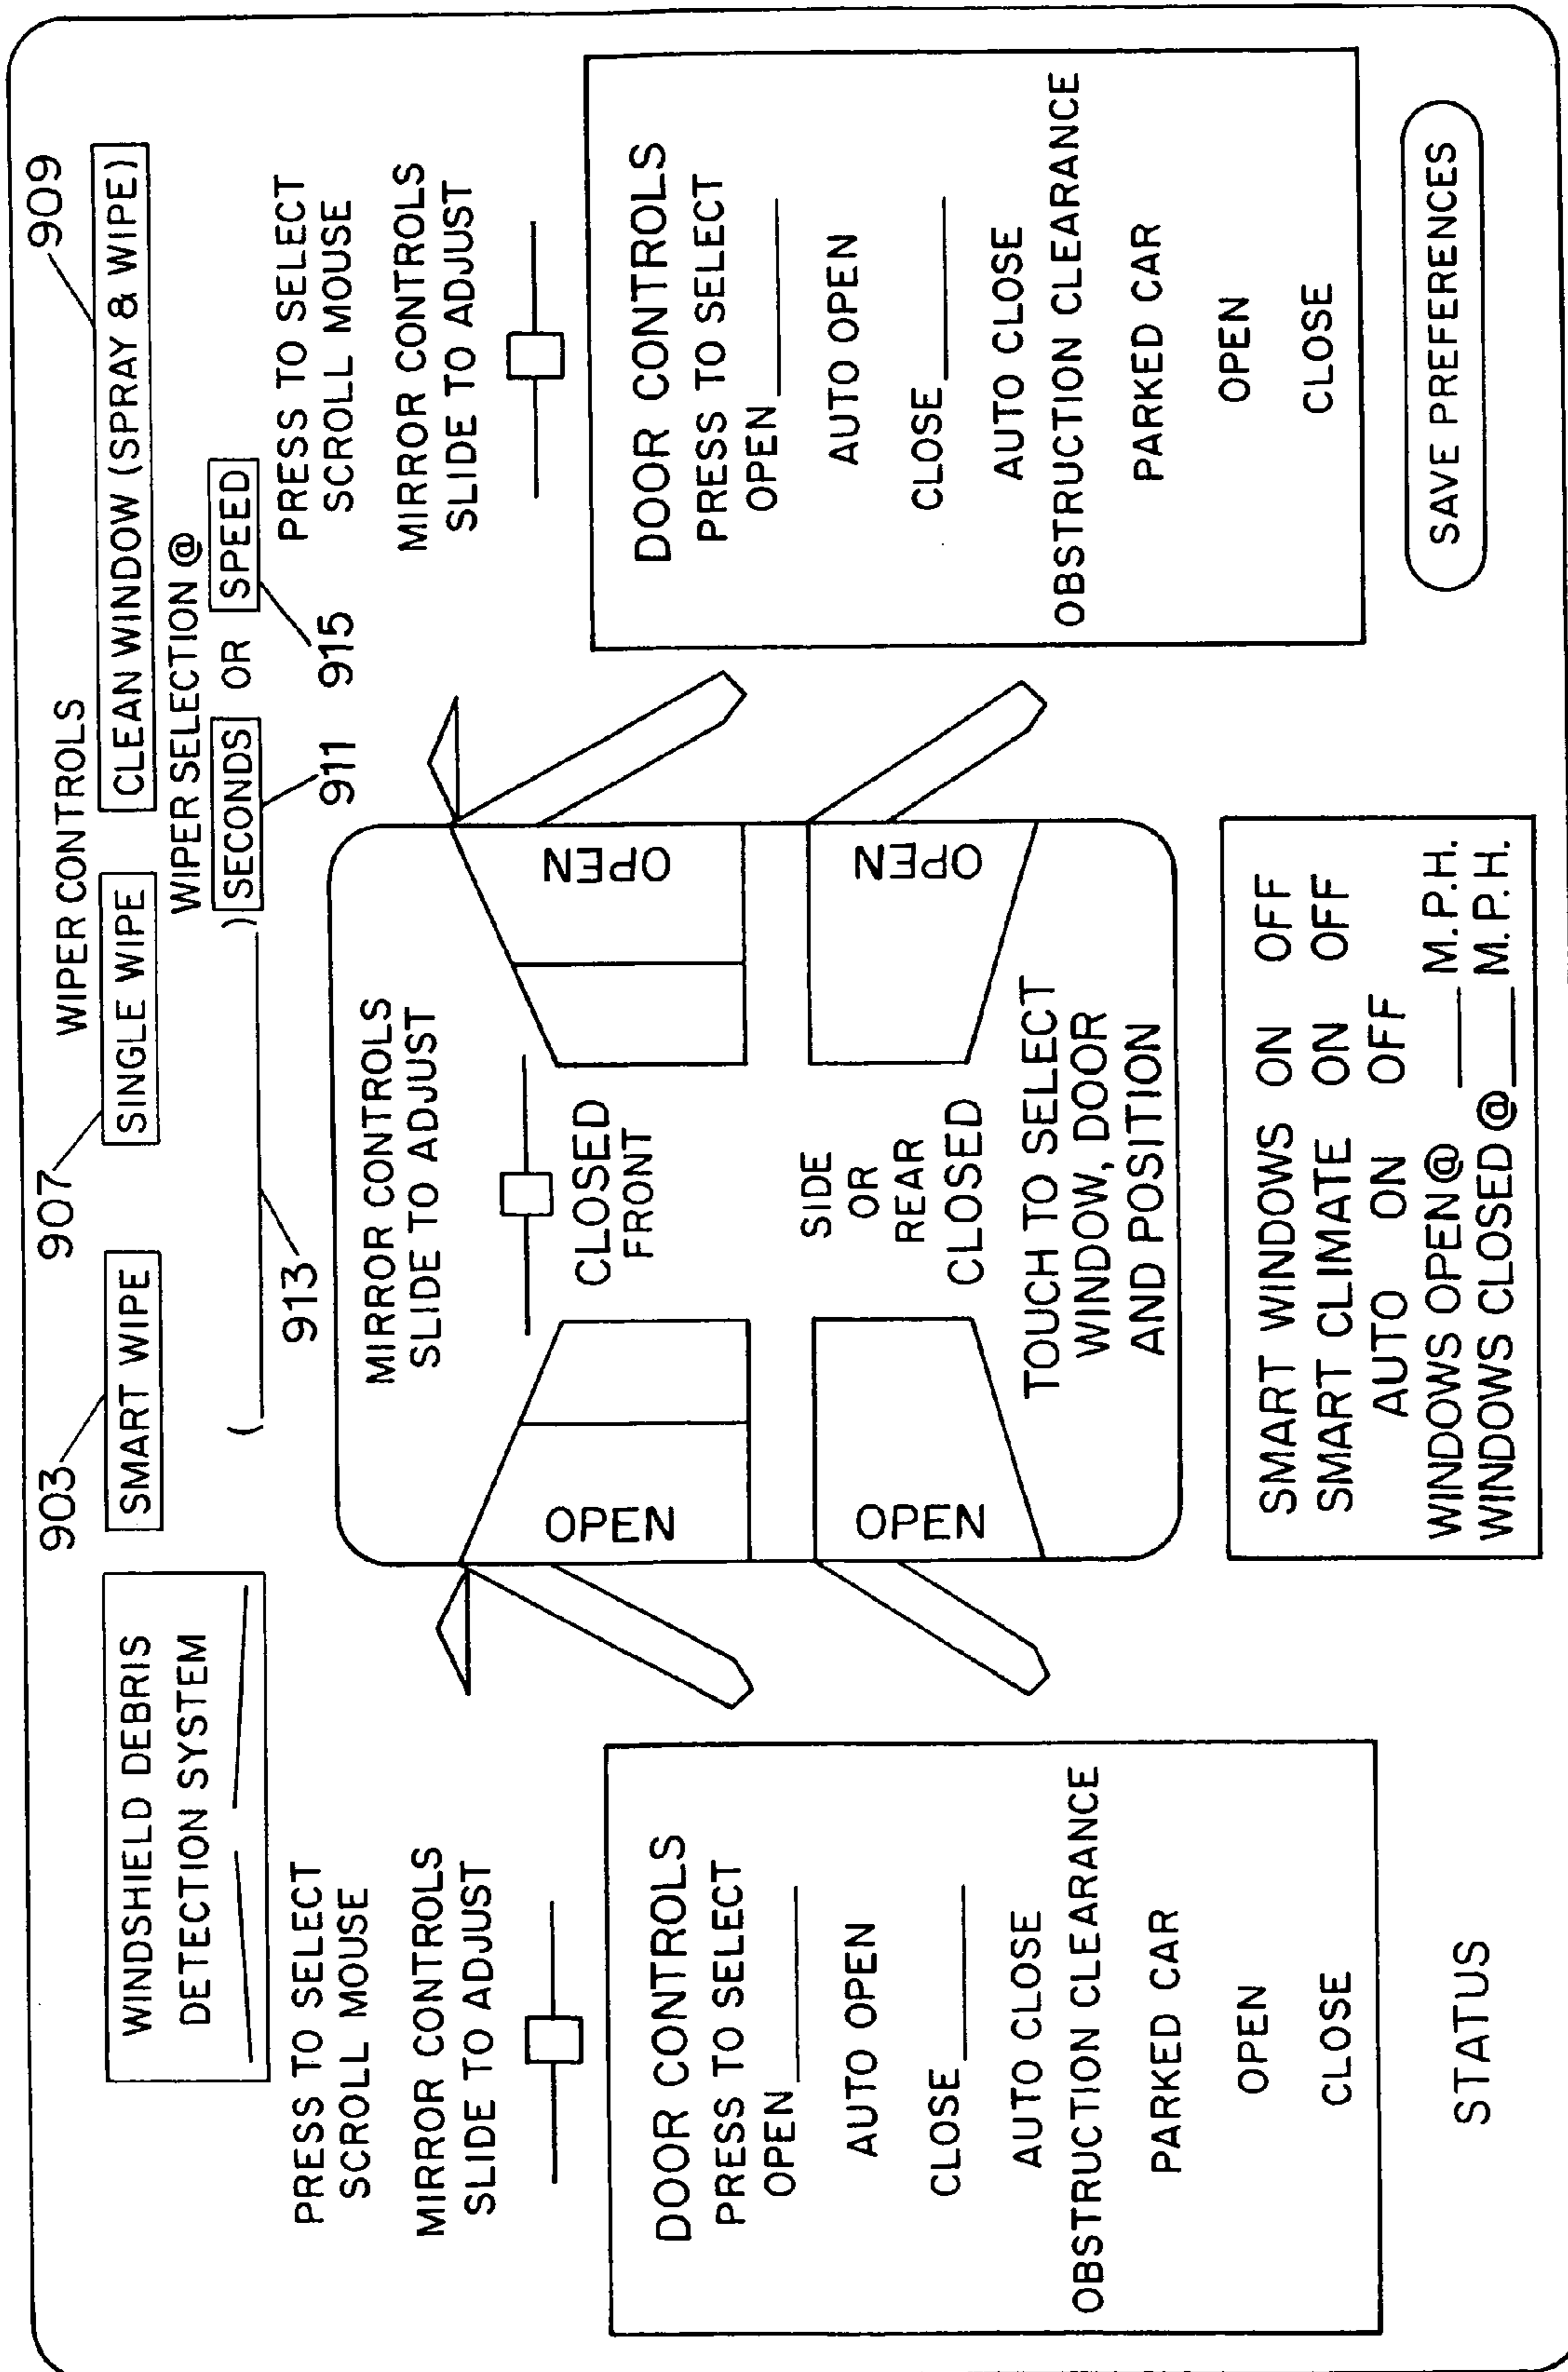 WIPER CONTROLS
903
907
909
WINDSHIELD DEBRIS
DETECTION SYSTEM
SMART WIPE
SINGLE WIPE
CLEAN WINDOW (SPRAY & WIPE)
WIPER SELECTION @
( ) SECONDS OR SPEED
913
911
915
PRESS TO SELECT
SCROLL MOUSE
MIRROR CONTROLS
SLIDE TO ADJUST
DOOR CONTROLS
PRESS TO SELECT
OPEN
AUTO OPEN
CLOSE
AUTO CLOSE
OBSTRUCTION CLEARANCE
PARKED CAR
OPEN
CLOSE
STATUS
MIRROR CONTROLS
SLIDE TO ADJUST
OPEN
CLOSED
FRONT
OPEN
SIDE
OR
REAR
OPEN
CLOSED
OPEN
TOUCH TO SELECT
WINDOW, DOOR
AND POSITION
SMART WINDOWS ON OFF
SMART CLIMATE ON OFF
AUTO ON OFF
WINDOWS OPEN @ ___ M.P.H.
WINDOWS CLOSED @ ___ M.P.H.
PRESS TO SELECT
SCROLL MOUSE
MIRROR CONTROLS
SLIDE TO ADJUST
DOOR CONTROLS
PRESS TO SELECT
OPEN
AUTO OPEN
CLOSE
AUTO CLOSE
OBSTRUCTION CLEARANCE
PARKED CAR
OPEN
CLOSE
SAVE PREFERENCES